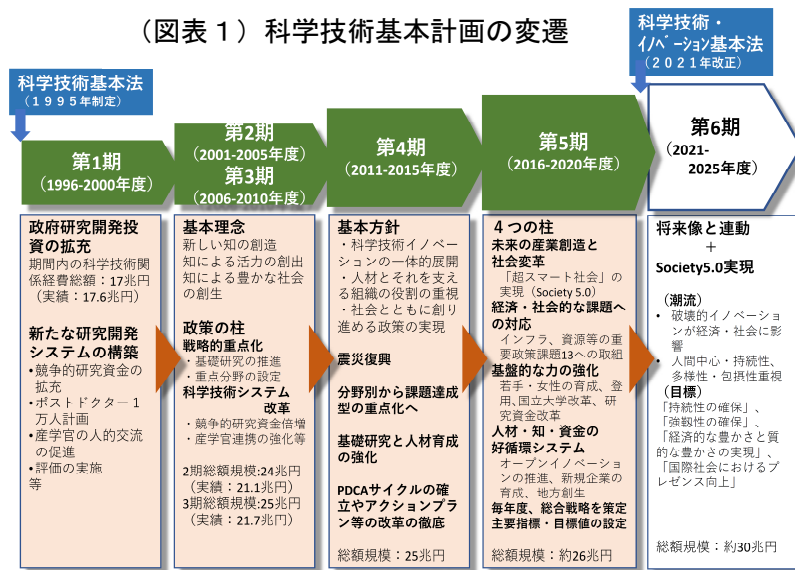 （図表１）科学技術基本計画の変遷
科学技術基本法
（１９９５年制定）
科学技術・
ｲﾉﾍﾞｰｼｮﾝ基本法
（２０２１年改正）
第1期
（1996-2000年度）
第2期
（2001-2005年度）
第3期
（2006-2010年度）
第4期
（2011-2015年度）
第5期
（2016-2020年度）
第6期
（2021-
2025年度）
政府研究開発投
資の拡充
期間内の科学技術関
係経費総額：17兆円
（実績：17.6兆円）
新たな研究開発
システムの構築
•競争的研究資金の
拡充
•ポストドクター１
万人計画
•産学官の人的交流
の促進
•評価の実施
等
基本理念
新しい知の創造
知による活力の創出
知による豊かな社会
の創生
政策の柱
戦略的重点化
・基礎研究の推進
・重点分野の設定
科学技術システム
改革
・競争的研究資金倍増
・産学官連携の強化等
2期総額規模:24兆円
（実績：21.1兆円）
3期総額規模:25兆円
（実績：21.7兆円）
基本方針
・科学技術イノベー
ションの一体的展開
・人材とそれを支え
る組織の役割の重視
・社会とともに創り
進める政策の実現
震災復興
分野別から課題達成
型の重点化へ
基礎研究と人材育成
の強化
PDCAサイクルの確
立やアクションプラ
ン等の改革の徹底
総額規模：25兆円
４つの柱
未来の産業創造と
社会変革
「超スマート社会」の
実現（Society 5.0）
経済・社会的な課題へ
の対応
インフラ、資源等の重
要政策課題13への取組
基盤的な力の強化
若手・女性の育成、登
用、国立大学改革、研
究資金改革
人材・知・資金の
好循環システム
オープンイノベーショ
ンの推進、新規企業の
育成、地方創生
毎年度、総合戦略を策定
主要指標・目標値の設定
総額規模：約26兆円
将来像と連動
＋
Society5.0実現
（潮流）
• 破壊的イノベーショ
ンが経済・社会に影
響
• 人間中心・持続性、
多様性・包摂性重視
（目標）
「持続性の確保」、
「強靱性の確保」、
「経済的な豊かさと質
的な豊かさの実現」、
「国際社会におけるプ
レゼンス向上」
総額規模：約30兆円